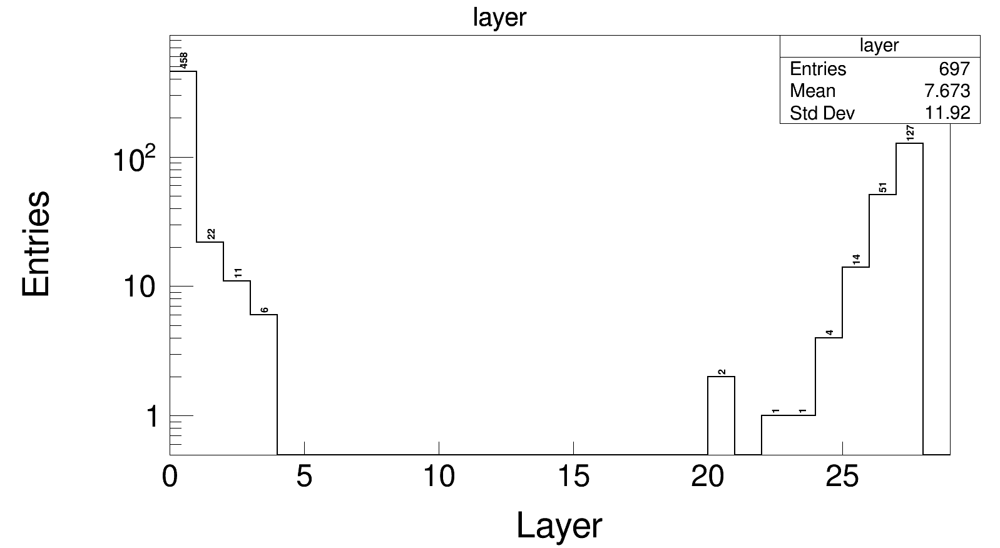 layer
layer
Entries 697
Mean 7.673
Std Dev 11.92
458
22
11
6
2
1
1
4
14
51
127
10²
10
1
Entries
0 5 10 15 20 25
Layer